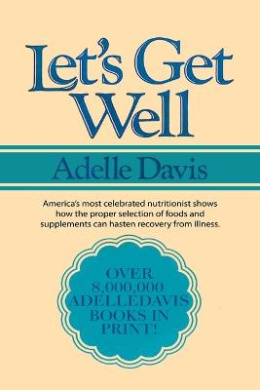 Let's Get
Well
Adelle Davis
America's most celebrated nutritionist shows
how the proper selection of foods and
supplements can hasten recovery from illness.
OVER
8,000,000
ADELLEDAVIS
BOOKS IN
PRINT!